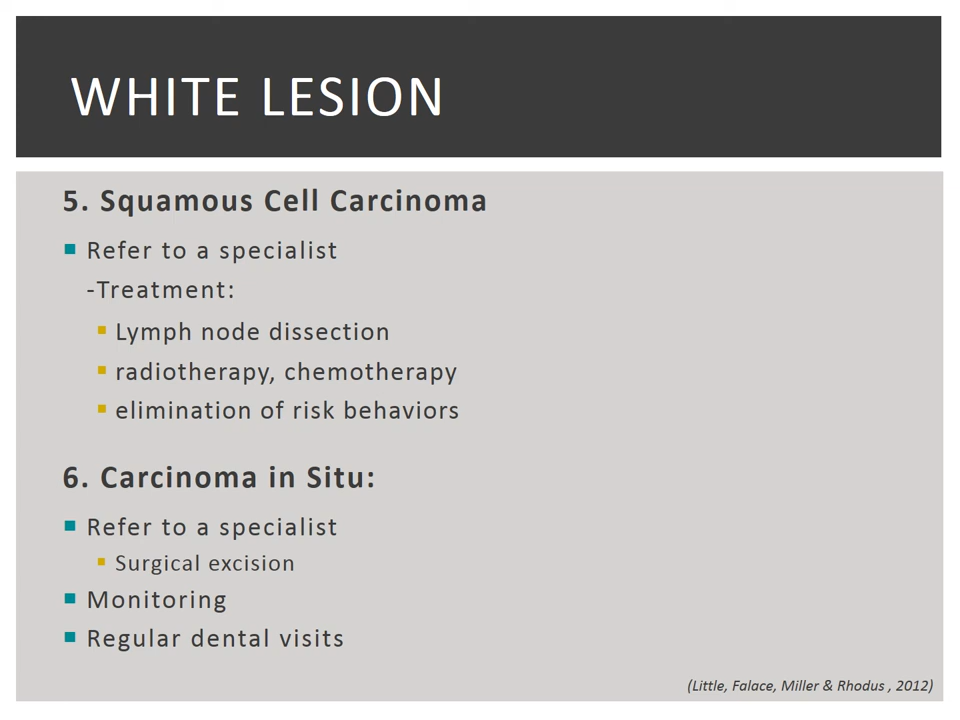 WHITE LESION
5. Squamous Cell Carcinoma
Refer to a specialist
-Treatment:
Lymph node dissection
radiotherapy, chemotherapy
elimination of risk behaviors
6. Carcinoma in Situ:
Refer to a specialist
Surgical excision
Monitoring
Regular dental visits
(Little, Falace, Miller & Rhodus , 2012)